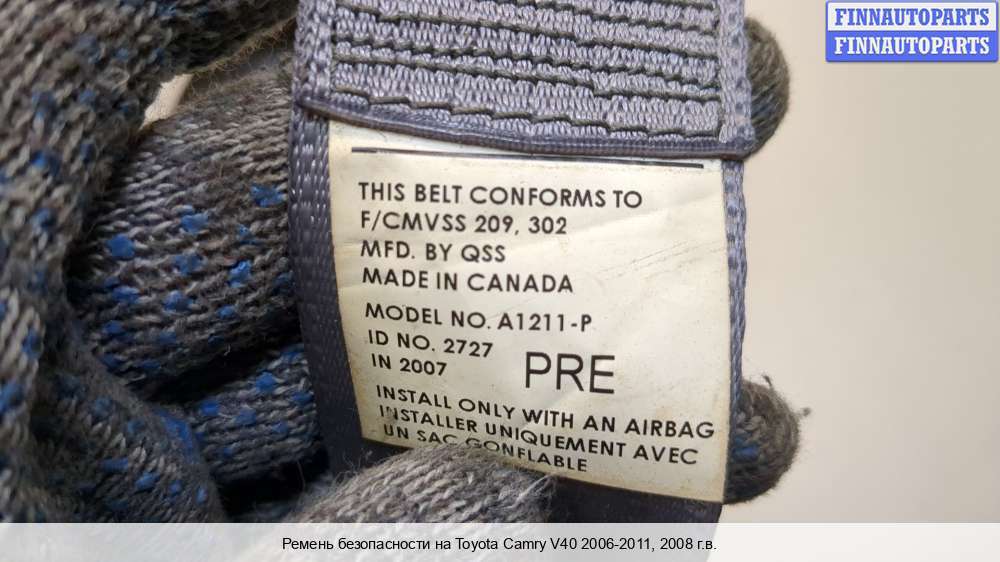 FINNAUTOPARTS
FINNAUTOPARTS
THIS BELT CONFORMS TO
F/CMVSS 209, 302
MFD. BY QSS
MADE IN CANADA
MODEL NO. A1211-P
ID NO. 2727
IN 2007
PRE
INSTALL ONLY WITH AN AIRBAG
INSTALLER UNIQUEMENT AVEC
UN SAC GONFLABLE
Ремень безопасности на Toyota Camry V40 2006-2011, 2008 г.в.